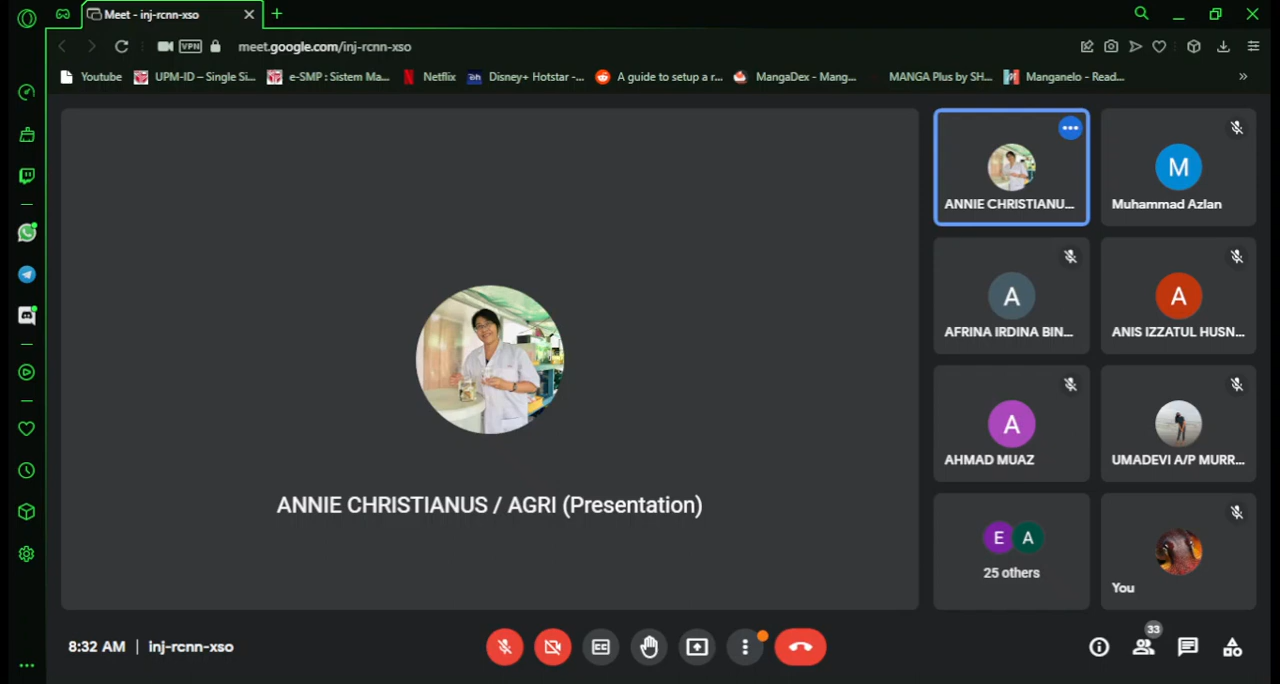 Meet - inj-rcnn-xso
VPN
meet.google.com/inj-rcnn-xso
Youtube
UPM-ID – Single Si...
e-SMP : Sistem Ma...
Netflix
Disney+ Hotstar -...
A guide to setup a r...
MangaDex - Mang...
MANGA Plus by SH...
Manganelo - Read...
ANNIE CHRISTIANU...
M
Muhammad Azlan
A
AFRINA IRDINA BIN...
A
ANIS IZZATUL HUSN...
A
AHMAD MUAZ
UMADEVI A/P MURR...
ANNIE CHRISTIANUS / AGRI (Presentation)
E A
25 others
You
8:32 AM | inj-rcnn-xso
CC
33